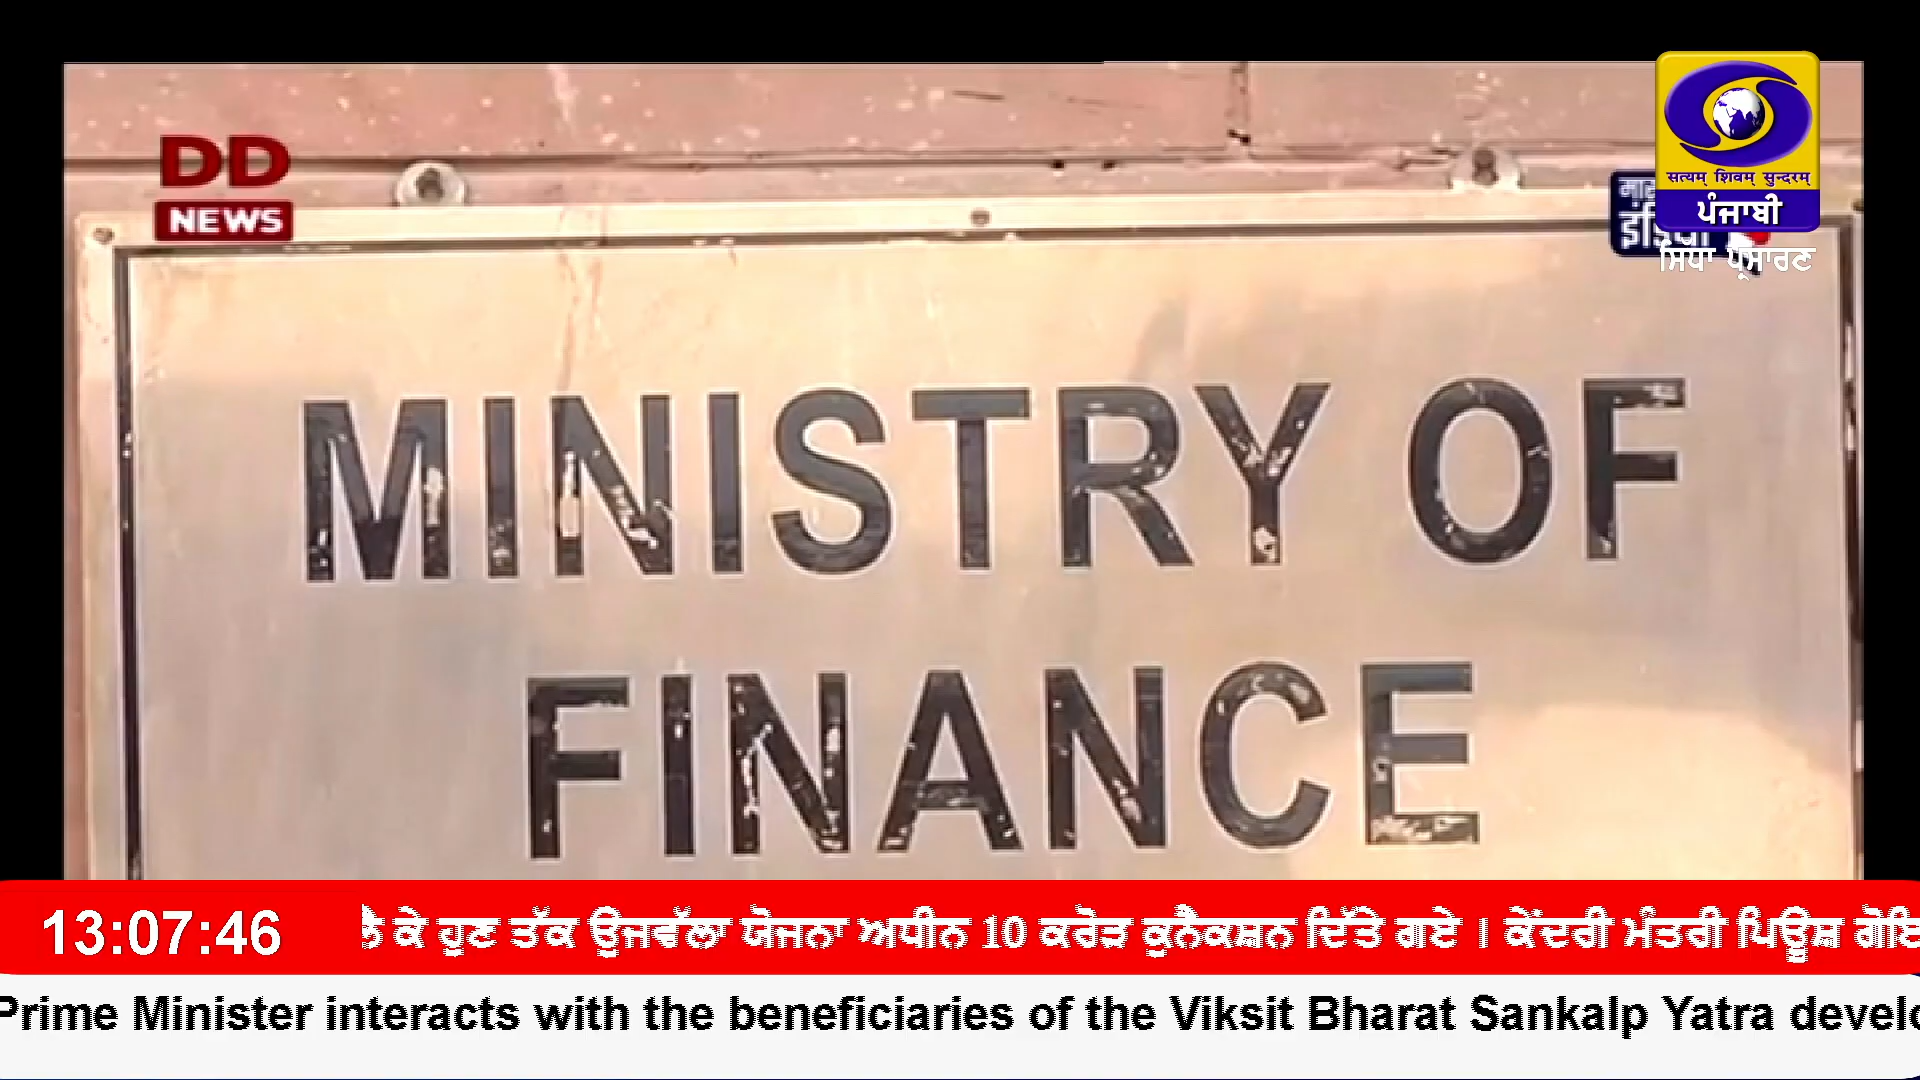 DD
NEWS
सत्यम् शिवम् सुन्दरम्
ਪੰਜਾਬੀ
ਸਿੱਧਾ ਪ੍ਰਸਾਰਣ
MINISTRY OF
FINANCE
13:07:46
ਲੈ ਕੇ ਹੁਣ ਤੱਕ ਉਜਵੱਲਾ ਯੋਜਨਾ ਅਧੀਨ 10 ਕਰੋੜ ਕੁਨੈਕਸ਼ਨ ਦਿੱਤੇ ਗਏ । ਕੇਂਦਰੀ ਮੰਤਰੀ ਪਿਊਸ਼
Prime Minister interacts with the beneficiaries of the Viksit Bharat Sankalp Yatra